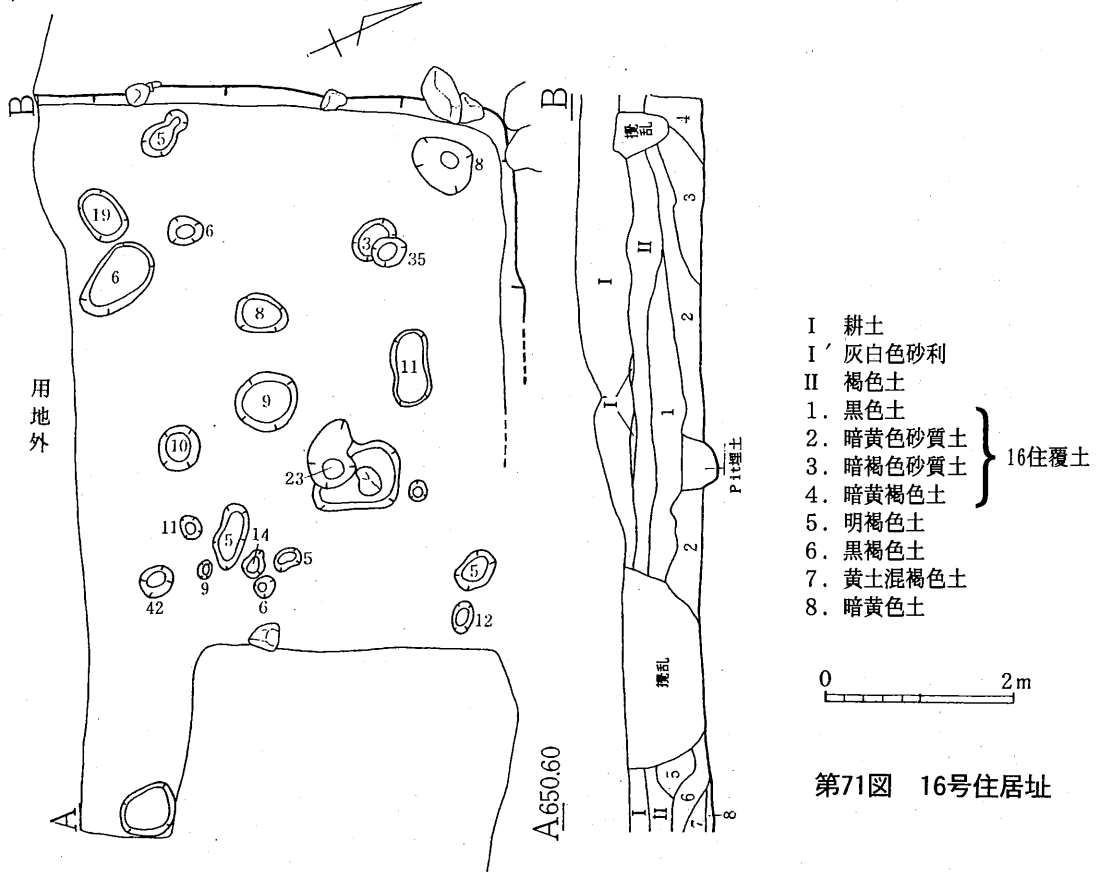 B
5
8
19
6
3
35
6
8
11
9
用地外
10
23
11
5
14
5
9
42
6
5
12
A
B
攪乱
4
3
II
I
2
I′
1
Pit埋土
2
攪乱
5
6
I
II
7
8
A 650.60
I 耕土
I′ 灰白色砂利
II 褐色土
1. 黒色土
2. 暗黄色砂質土
3. 暗褐色砂質土
4. 暗黄褐色土
16住覆土
5. 明褐色土
6. 黒褐色土
7. 黄土混褐色土
8. 暗黄色土
0 2m
第71図 16号住居址